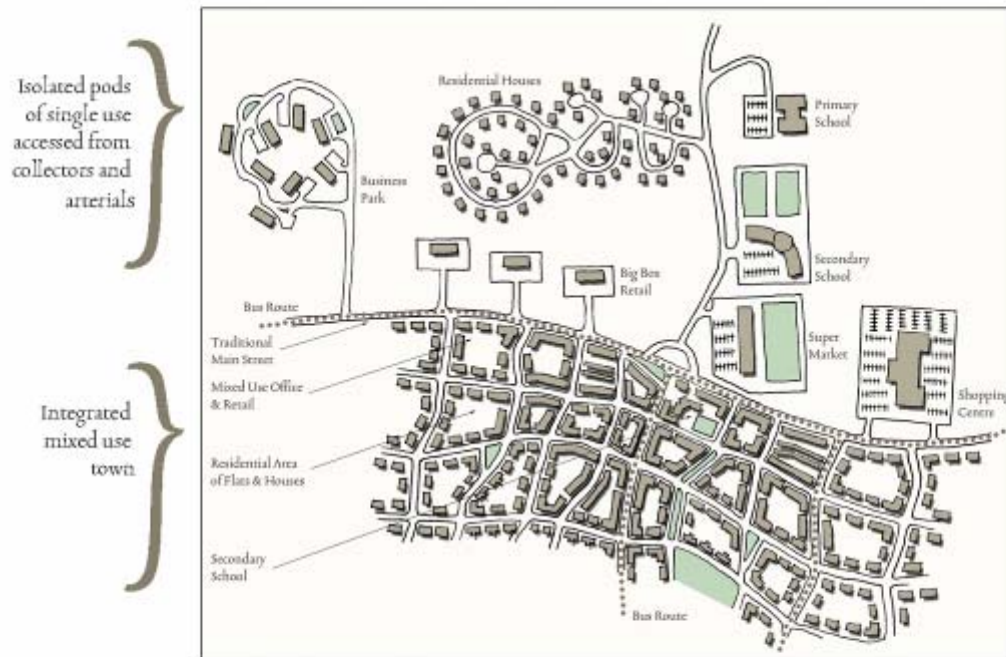 Isolated pods
of single use
accessed from
collectors and
arterials
Integrated
mixed use
town
Residential Houses
Primary
School
Business
Park
Secondary
School
Big Box
Retail
Bus Route
Traditional
Main Street
Super
Market
Mixed Use Office
& Retail
Shopping
Centre
Residential Area
of Flats & Houses
Secondary
School
Bus Route